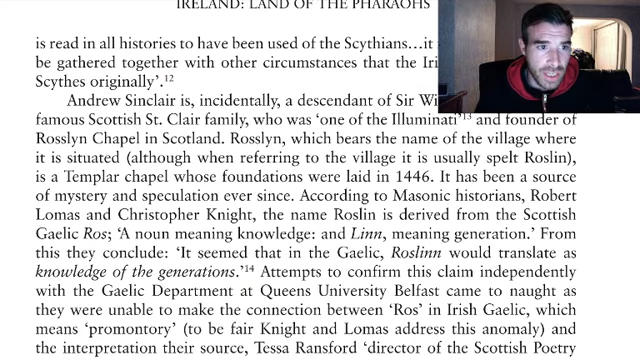 IRELAND: LAND OF THE PHARAOHS
is read in all histories to have been used of the Scythians…it
be gathered together with other circumstances that the Iri
Scythes originally’.12
Andrew Sinclair is, incidentally, a descendant of Sir Wi
famous Scottish St. Clair family, who was ‘one of the Illuminati’13 and founder of
Rosslyn Chapel in Scotland. Rosslyn, which bears the name of the village where
it is situated (although when referring to the village it is usually spelt Roslin),
is a Templar chapel whose foundations were laid in 1446. It has been a source
of mystery and speculation ever since. According to Masonic historians, Robert
Lomas and Christopher Knight, the name Roslin is derived from the Scottish
Gaelic Ros; ‘A noun meaning knowledge: and Linn, meaning generation.’ From
this they conclude: ‘It seemed that in the Gaelic, Roslinn would translate as
knowledge of the generations.’14 Attempts to confirm this claim independently
with the Gaelic Department at Queens University Belfast came to naught as
they were unable to make the connection between ‘Ros’ in Irish Gaelic, which
means ‘promontory’ (to be fair Knight and Lomas address this anomaly) and
the interpretation their source, Tessa Ransford ‘director of the Scottish Poetry